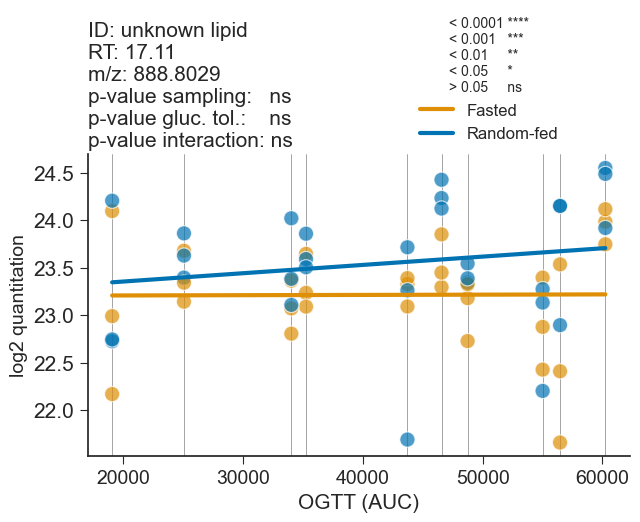 ID: unknown lipid
RT: 17.11
m/z: 888.8029
p-value sampling: ns
p-value gluc. tol.: ns
p-value interaction: ns
< 0.0001 ****
< 0.001 ***
< 0.01 **
< 0.05 *
> 0.05 ns
Fasted
Random-fed
log2 quantitation
24.5
24.0
23.5
23.0
22.5
22.0
20000 30000 40000 50000 60000
OGTT (AUC)